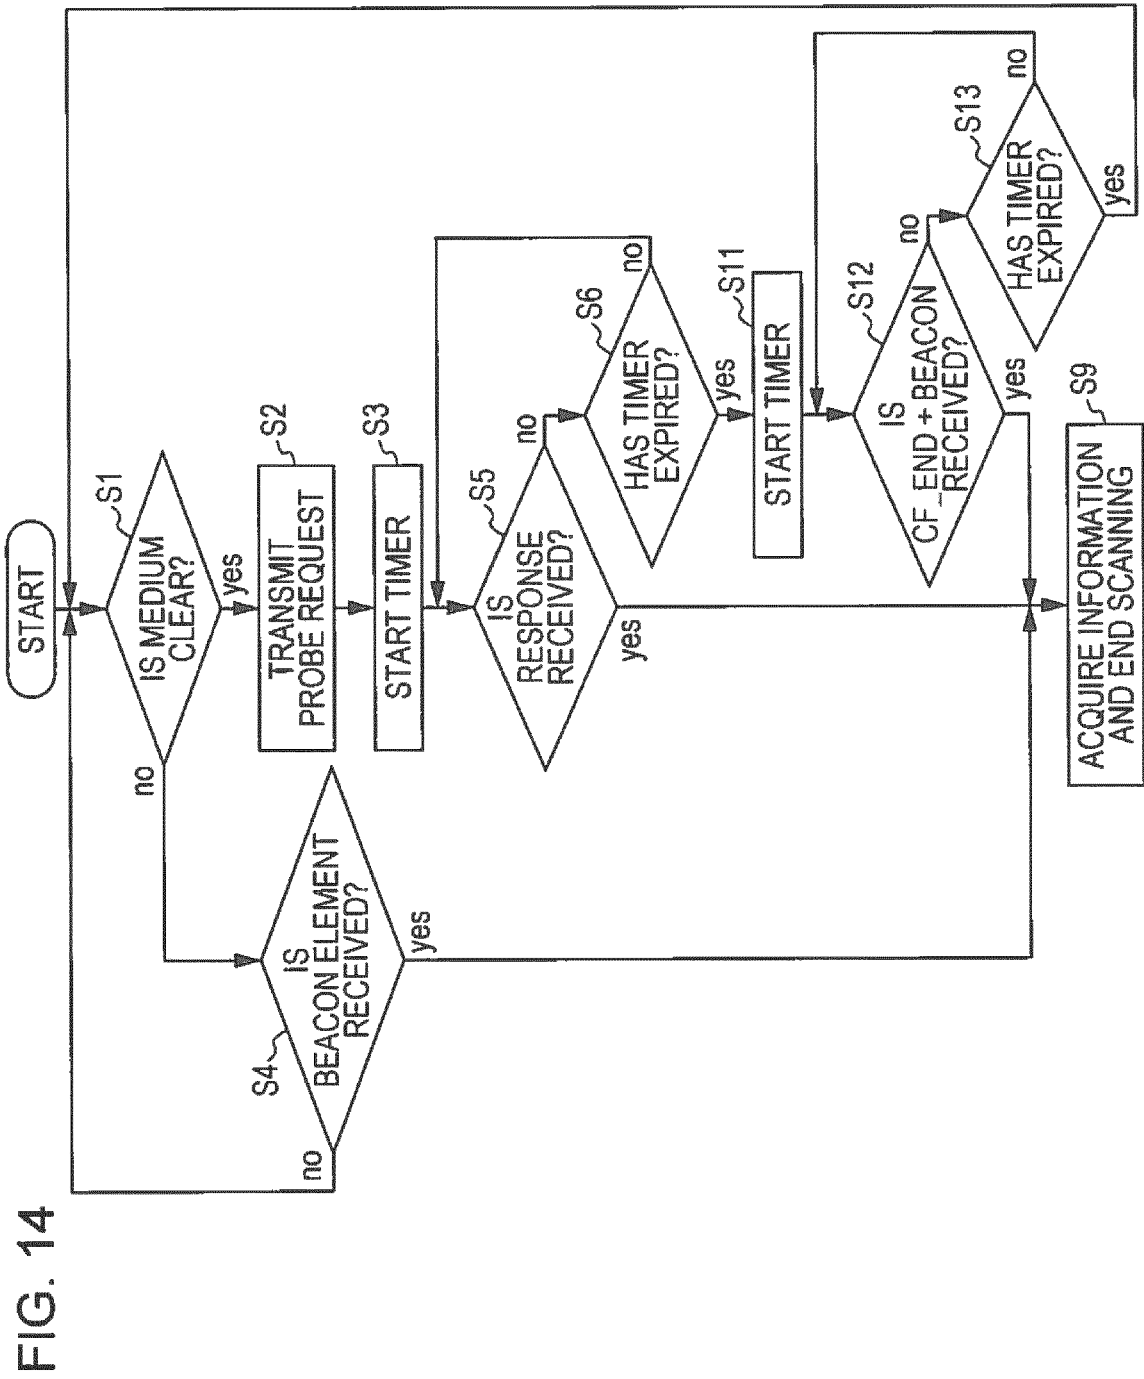 FIG. 14
START
S1
IS MEDIUM
CLEAR?
yes
no
S2
TRANSMIT
PROBE REQUEST
S3
START TIMER
S4
IS
BEACON ELEMENT
RECEIVED?
no
yes
S5
IS
RESPONSE
RECEIVED?
no
yes
S6
HAS TIMER
EXPIRED?
no
yes
S11
START TIMER
S12
IS
CF_END + BEACON
RECEIVED?
no
yes
S13
HAS TIMER
EXPIRED?
no
yes
S9
ACQUIRE INFORMATION
AND END SCANNING